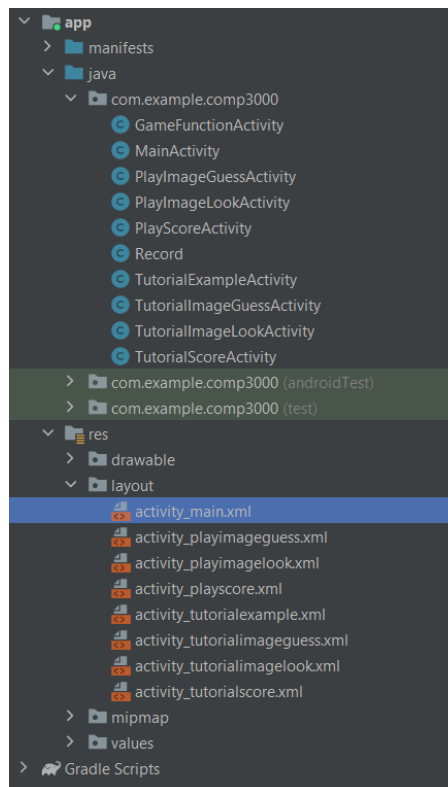 app
manifests
java
com.example.comp3000
GameFunctionActivity
MainActivity
PlayImageGuessActivity
PlayImageLookActivity
PlayScoreActivity
Record
TutorialExampleActivity
TutorialImageGuessActivity
TutorialImageLookActivity
TutorialScoreActivity
com.example.comp3000 (androidTest)
com.example.comp3000 (test)
res
drawable
layout
activity_main.xml
activity_playimageguess.xml
activity_playimagelook.xml
activity_playscore.xml
activity_tutorialexample.xml
activity_tutorialimageguess.xml
activity_tutorialimagelook.xml
activity_tutorialscore.xml
mipmap
values
Gradle Scripts